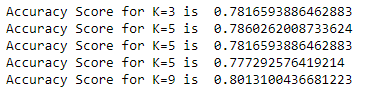 Accuracy Score for K=3 is  0.7816593886462883
Accuracy Score for K=5 is  0.7860262008733624
Accuracy Score for K=5 is  0.7816593886462883
Accuracy Score for K=5 is  0.777292576419214
Accuracy Score for K=9 is  0.8013100436681223